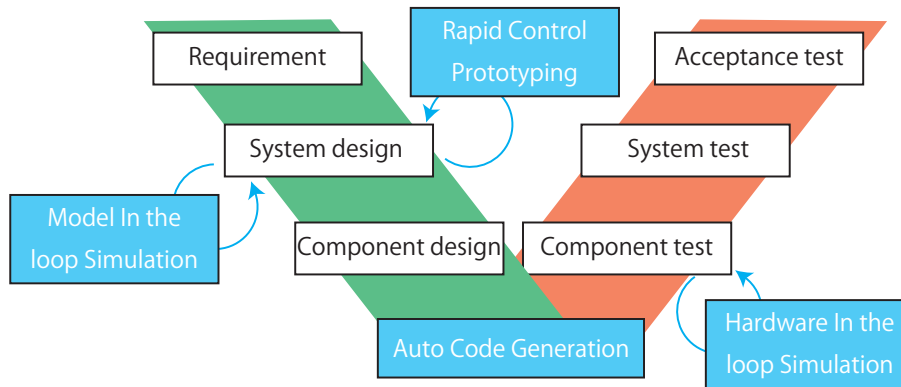 Requirement
Rapid Control
Prototyping
Acceptance test
System design
System test
Model In the
loop Simulation
Component design
Component test
Auto Code Generation
Hardware In the
loop Simulation